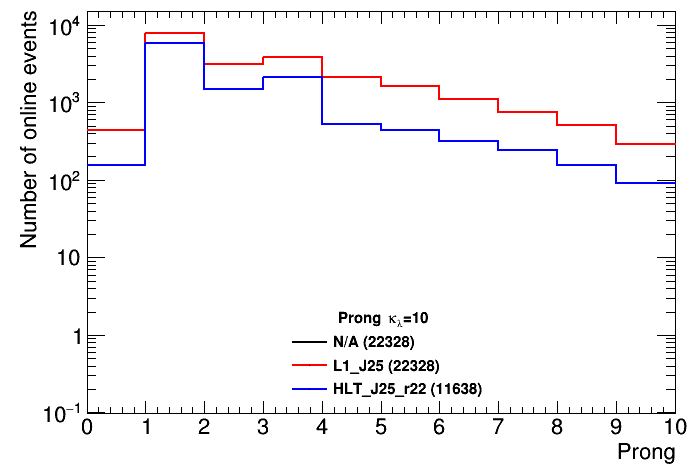 Number of online events
10⁴
10³
10²
10
1
10⁻¹
Prong κλ=10
N/A (22328)
L1_J25 (22328)
HLT_J25_r22 (11638)
0 1 2 3 4 5 6 7 8 9 10
Prong